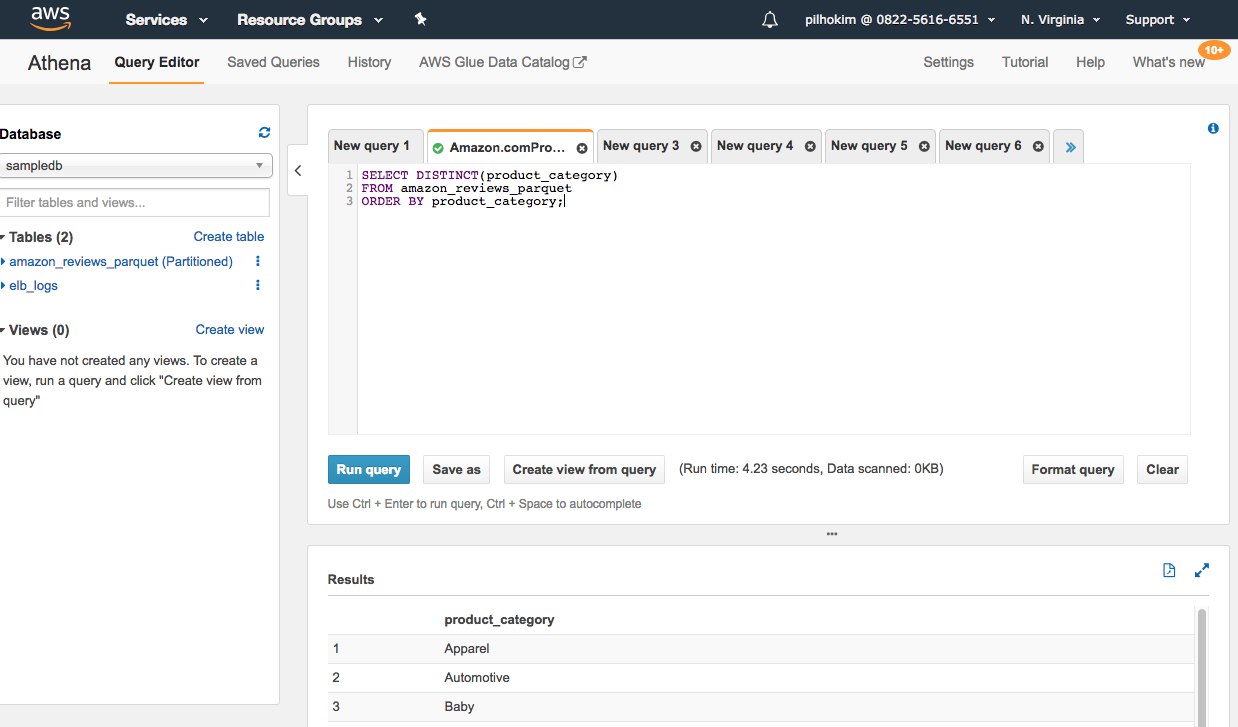 aws Services Resource Groups pilhokim @ 0822-5616-6551 N. Virginia Support
Athena Query Editor Saved Queries History AWS Glue Data Catalog Settings Tutorial Help What's new 10+
Database
sampledb
Filter tables and views...
Tables (2) Create table
amazon_reviews_parquet (Partitioned)
elb_logs
Views (0) Create view
You have not created any views. To create a
view, run a query and click "Create view from
query"
New query 1 Amazon.comPro... New query 3 New query 4 New query 5 New query 6
1 SELECT DISTINCT(product_category)
2 FROM amazon_reviews_parquet
3 ORDER BY product_category;
Run query Save as Create view from query (Run time: 4.23 seconds, Data scanned: 0KB) Format query Clear
Use Ctrl + Enter to run query, Ctrl + Space to autocomplete
Results
product_category
1 Apparel
2 Automotive
3 Baby